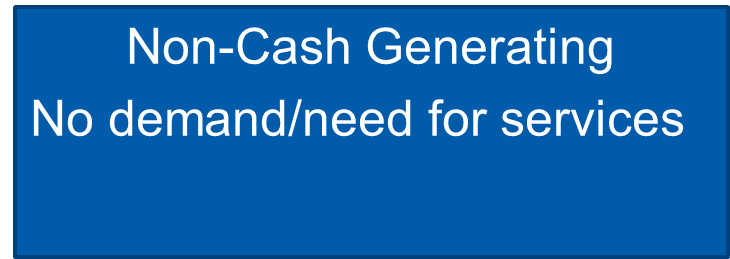 Non-Cash Generating
No demand/need for services